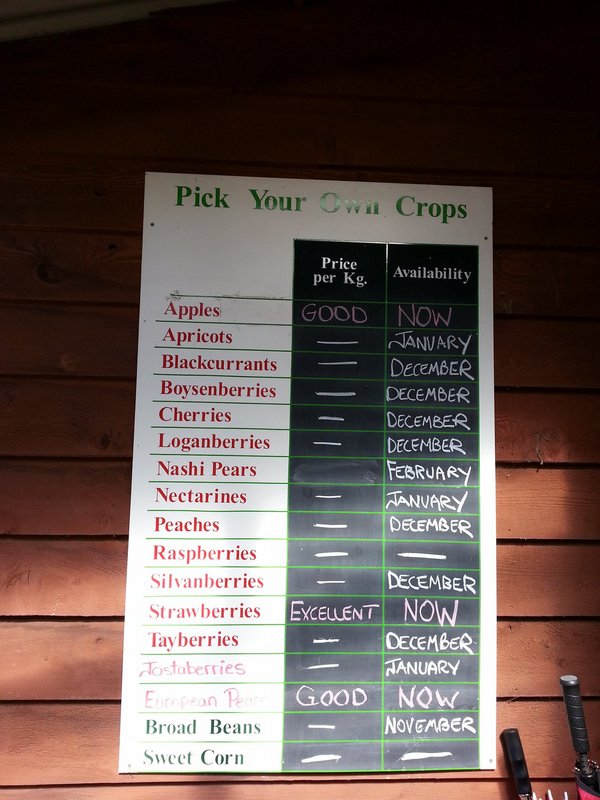 Pick Your Own Crops
Price per Kg. Availability
Apples GOOD NOW
Apricots — JANUARY
Blackcurrants — DECEMBER
Boysenberries — DECEMBER
Cherries — DECEMBER
Loganberries — DECEMBER
Nashi Pears FEBRUARY
Nectarines — JANUARY
Peaches — DECEMBER
Raspberries — —
Silvanberries — DECEMBER
Strawberries EXCELLENT NOW
Tayberries — DECEMBER
Jostaberries — JANUARY
European Pears GOOD NOW
Broad Beans — NOVEMBER
Sweet Corn — —